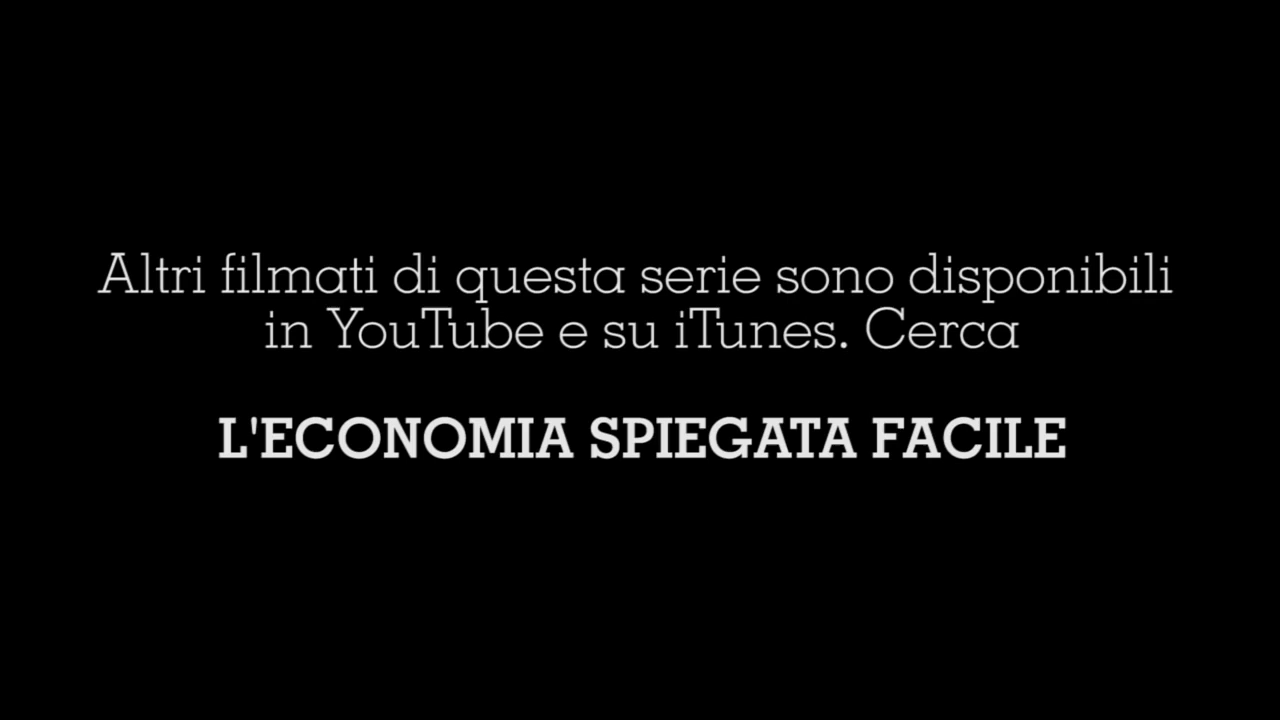 Altri filmati di questa serie sono disponibili
in YouTube e su iTunes. Cerca
L'ECONOMIA SPIEGATA FACILE